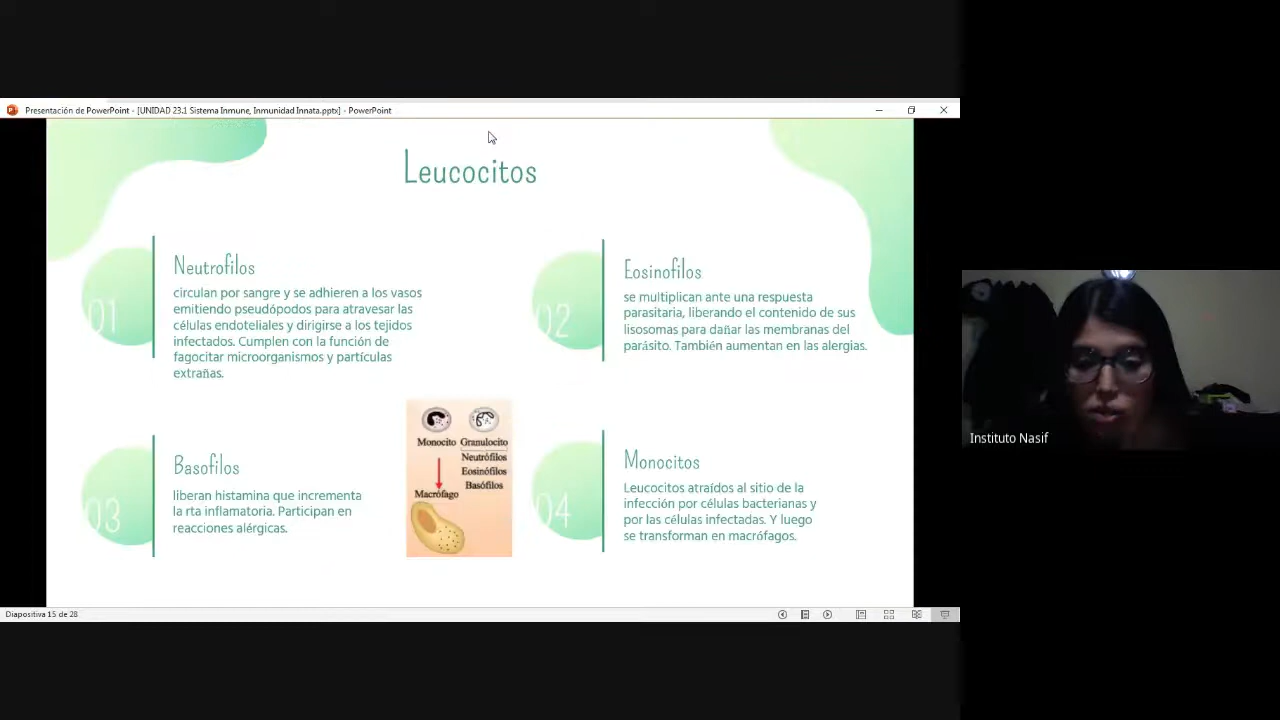 Presentación de PowerPoint - [UNIDAD 23.1 Sistema Inmune, Inmunidad Innata.pptx] - PowerPoint
Leucocitos
01
Neutrofilos
circulan por sangre y se adhieren a los vasos
emitiendo pseudópodos para atravesar las
células endoteliales y dirigirse a los tejidos
infectados. Cumplen con la función de
fagocitar microorganismos y partículas
extrañas.
02
Eosinofilos
se multiplican ante una respuesta
parasitaria, liberando el contenido de sus
lisosomas para dañar las membranas del
parásito. También aumentan en las alergias.
03
Basofilos
liberan histamina que incrementa
la rta inflamatoria. Participan en
reacciones alérgicas.
Monocito Granulocito
Neutrófilos
Eosinófilos
Basófilos
Macrófago
04
Monocitos
Leucocitos atraídos al sitio de la
infección por células bacterianas y
por las células infectadas. Y luego
se transforman en macrófagos.
Instituto Nasif
Diapositiva 15 de 28